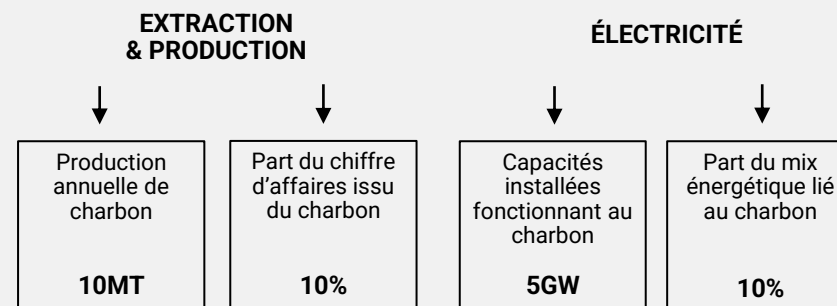 EXTRACTION
& PRODUCTION
ÉLECTRICITÉ
Production
annuelle de
charbon
10MT
Part du chiffre
d'affaires issu
du charbon
10%
Capacités
installées
fonctionnant au
charbon
5GW
Part du mix
énergétique lié
au charbon
10%